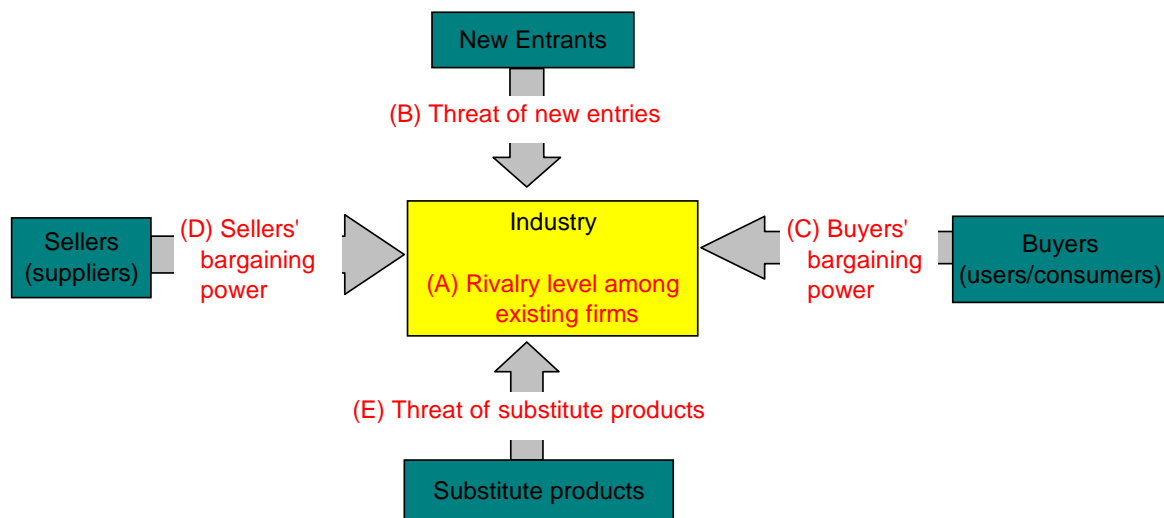 New Entrants
(B) Threat of new entries
Sellers
(suppliers)
(D) Sellers'
bargaining
power
Industry
(A) Rivalry level among
existing firms
(C) Buyers'
bargaining
power
Buyers
(users/consumers)
(E) Threat of substitute products
Substitute products